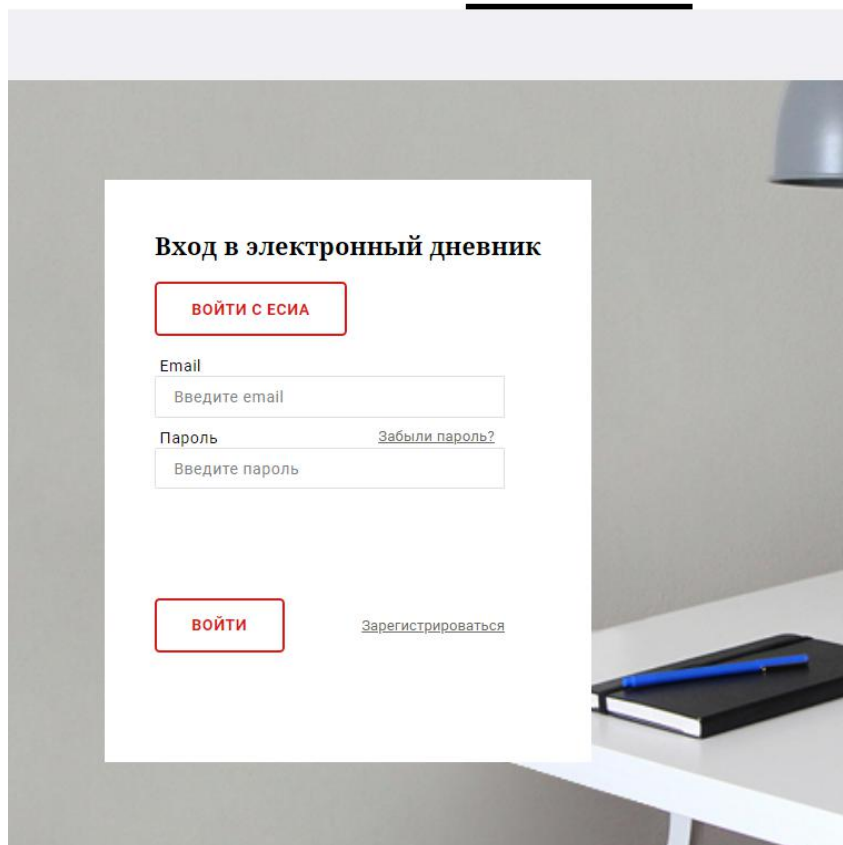 Вход в электронный дневник
ВОЙТИ С ЕСИА
Email
Введите email
Пароль Забыли пароль?
Введите пароль
ВОЙТИ Зарегистрироваться